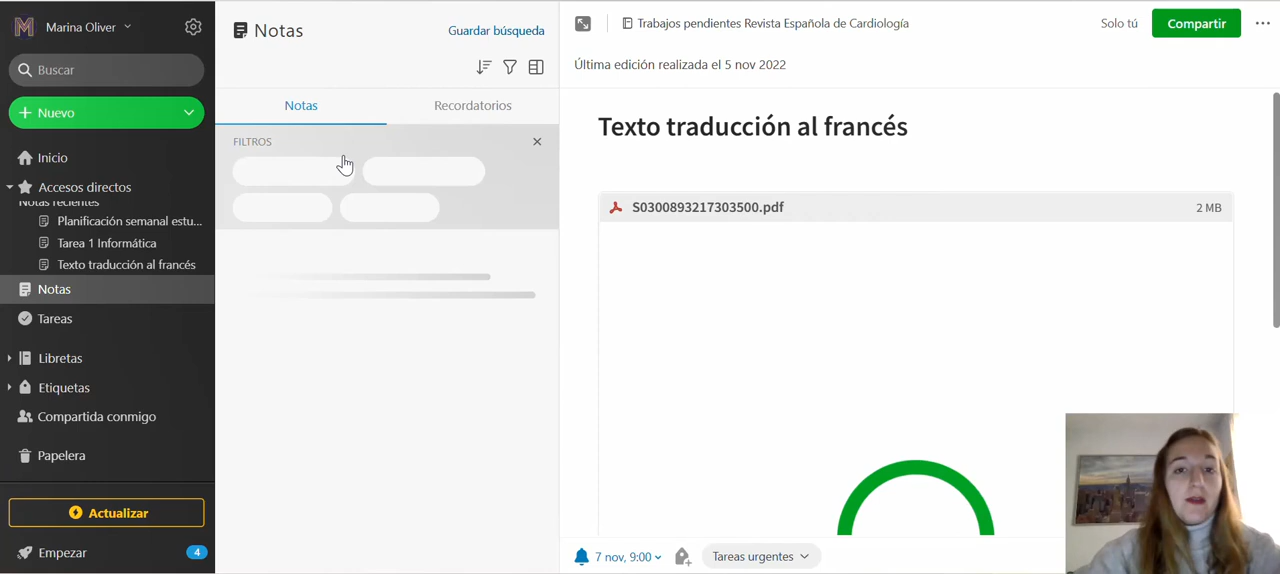 Marina Oliver
Buscar
Nuevo
Inicio
Accesos directos
Notas recientes
Planificación semanal estu...
Tarea 1 Informática
Texto traducción al francés
Notas
Tareas
Libretas
Etiquetas
Compartida conmigo
Papelera
Actualizar
Empezar
4
Notas
Guardar búsqueda
Notas
Recordatorios
FILTROS
Trabajos pendientes Revista Española de Cardiología
Solo tú
Compartir
Última edición realizada el 5 nov 2022
Texto traducción al francés
S0300893217303500.pdf
2 MB
7 nov, 9:00
Tareas urgentes